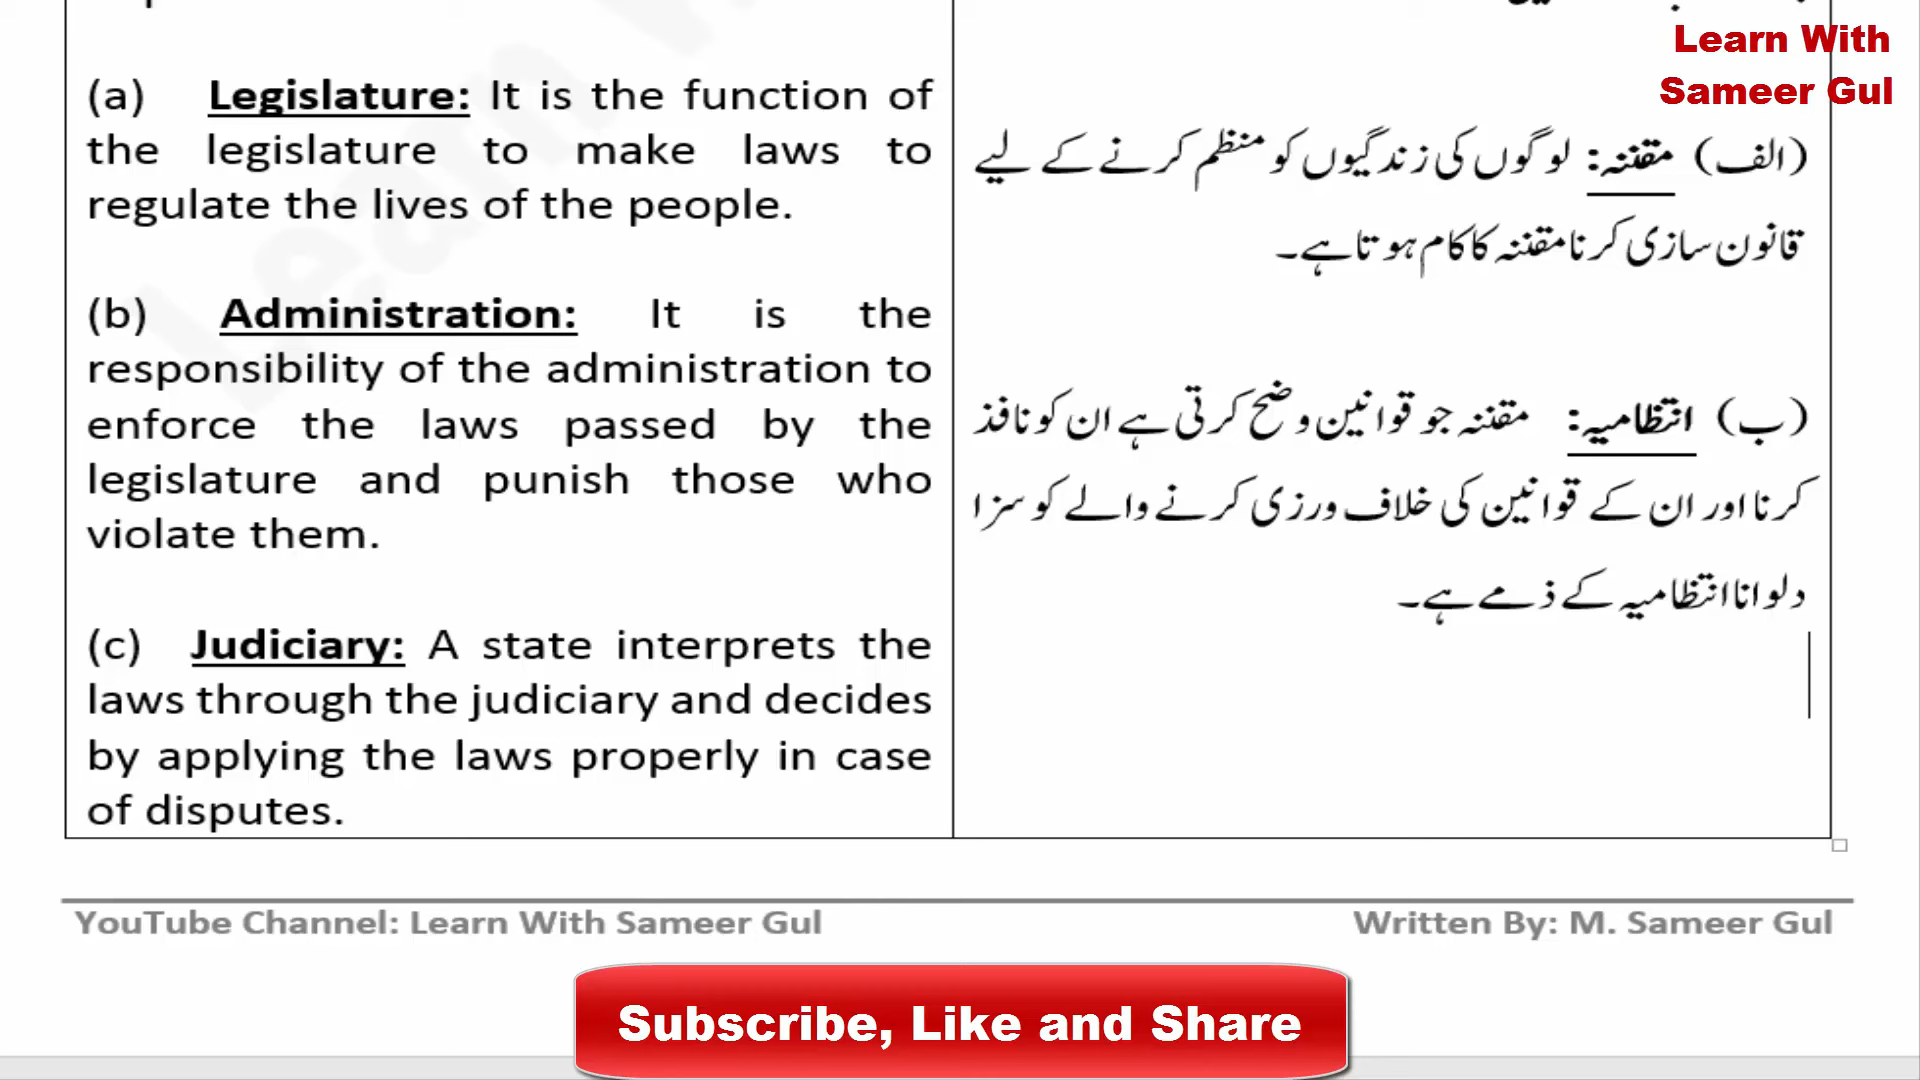 Learn With
Sameer Gul
(a) Legislature: It is the function of
the legislature to make laws to
regulate the lives of the people.
(b) Administration: It is the
responsibility of the administration to
enforce the laws passed by the
legislature and punish those who
violate them.
(c) Judiciary: A state interprets the
laws through the judiciary and decides
by applying the laws properly in case
of disputes.
(الف) مقننہ: لوگوں کی زندگیوں کو منظم کرنے کے لیے
قانون سازی کرنا مقننہ کا کام ہوتا ہے۔
(ب) انتظامیہ: مقننہ جو قوانین وضح کرتی ہے ان کو نافذ
کرنا اور ان کے قوانین کی خلاف ورزی کرنے والے کو سزا
دلوانا انتظامیہ کے ذمے ہے۔
YouTube Channel: Learn With Sameer Gul
Written By: M. Sameer Gul
Subscribe, Like and Share